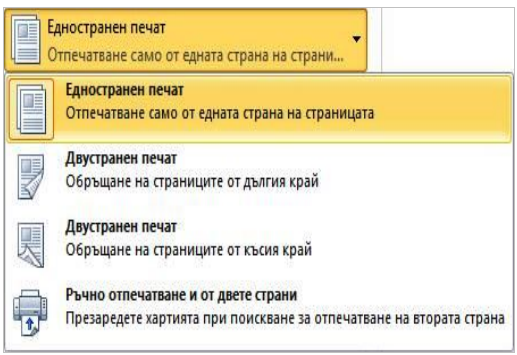 Едностранен печат
Отпечатване само от едната страна на страни...
Едностранен печат
Отпечатване само от едната страна на страницата
Двустранен печат
Обръщане на страниците от дългия край
Двустранен печат
Обръщане на страниците от късия край
Ръчно отпечатване и от двете страни
Презаредете хартията при поискване за отпечатване на втората страна